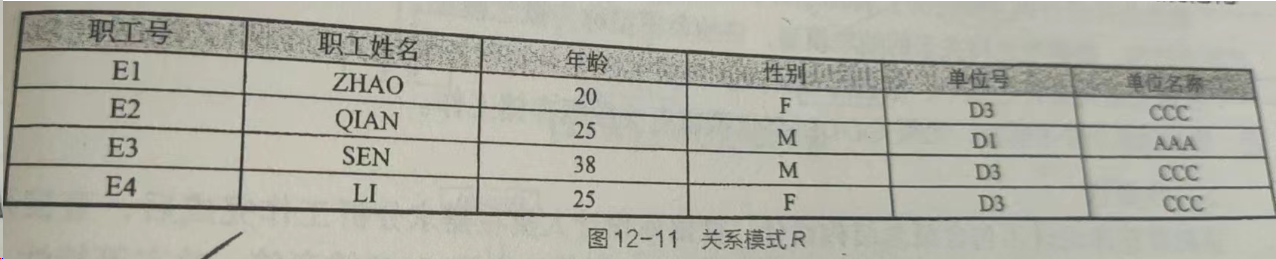 职工号 职工姓名 年龄 性别 单位号 单位名称
E1 ZHAO 20 F D3 CCC
E2 QIAN 25 M D1 AAA
E3 SEN 38 M D3 CCC
E4 LI 25 F D3 CCC
图12-11 关系模式R